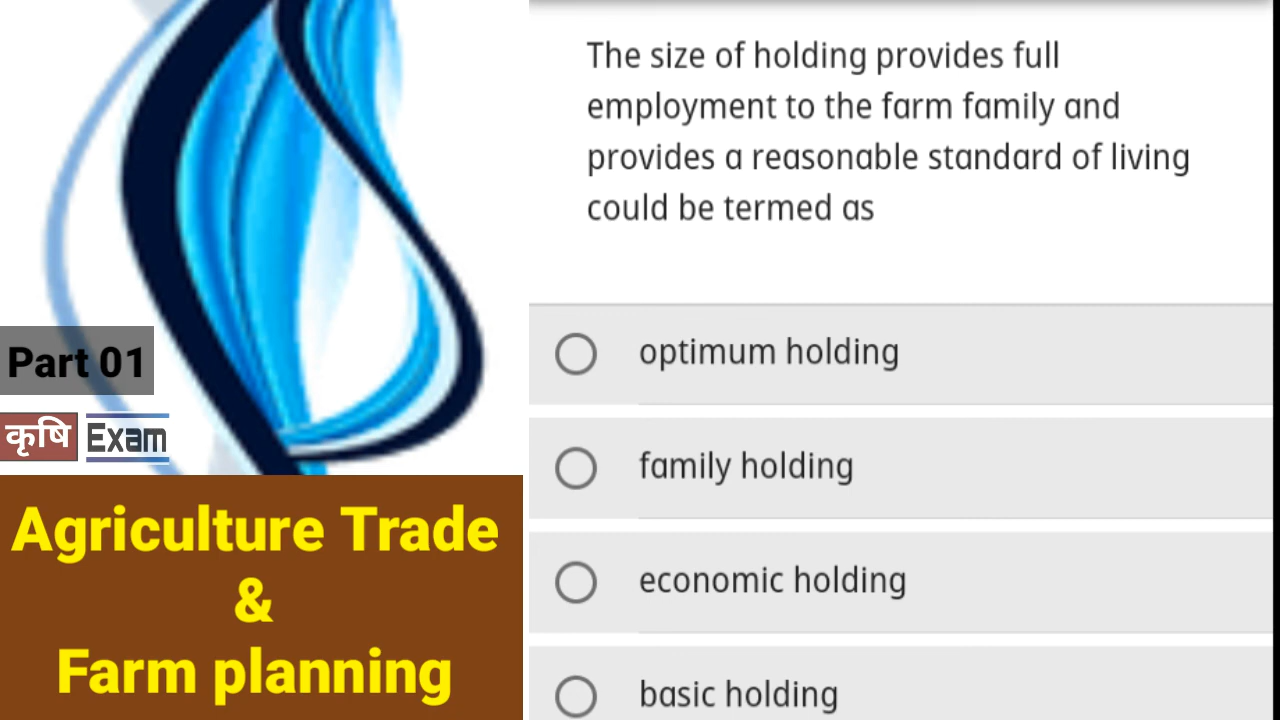 Part 01
कृषि Exam
Agriculture Trade
&
Farm planning
The size of holding provides full
employment to the farm family and
provides a reasonable standard of living
could be termed as
optimum holding
family holding
economic holding
basic holding